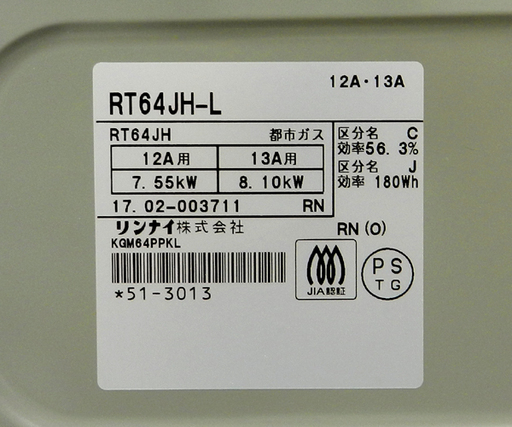 12A・13A
RT64JH-L
RT64JH 都市ガス
12A用 13A用
7.55kW 8.10kW
17.02-003711 RN
区分名 C
効率56.3%
区分名 J
効率 180Wh
リンナイ株式会社
RN(O)
KGM64PPKL
*51-3013
JIA認証
PS
TG